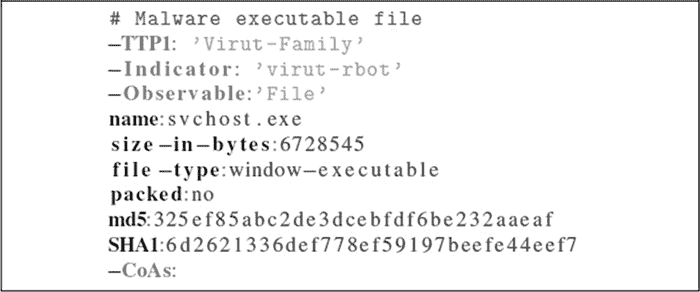 # Malware executable file
—TTP1: 'Virut-Family'
—Indicator: 'virut-rbot'
—Observable:'File'
name:svchost.exe
size—in—bytes:6728545
file—type:window—executable
packed:no
md5:325ef85abc2de3dcebfdf6be232aaeaf
SHA1:6d2621336def778ef59197beefe44eef7
—CoAs: